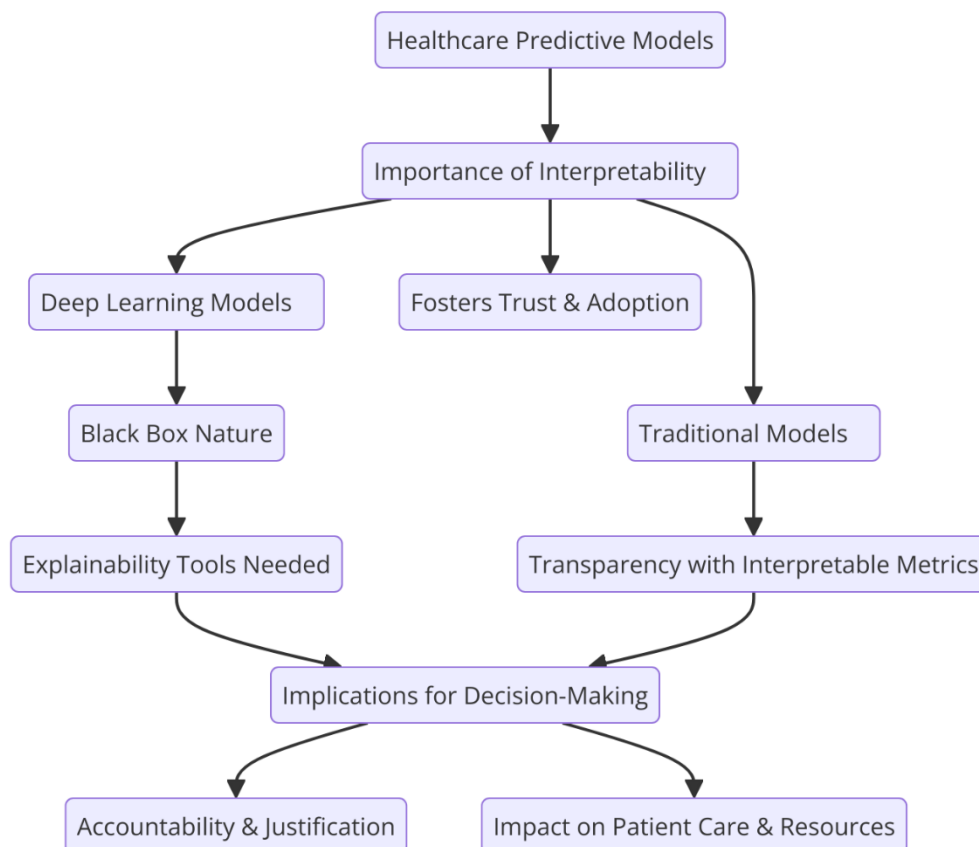 Healthcare Predictive Models
Importance of Interpretability
Deep Learning Models
Fosters Trust & Adoption
Black Box Nature
Traditional Models
Explainability Tools Needed
Transparency with Interpretable Metrics
Implications for Decision-Making
Accountability & Justification
Impact on Patient Care & Resources